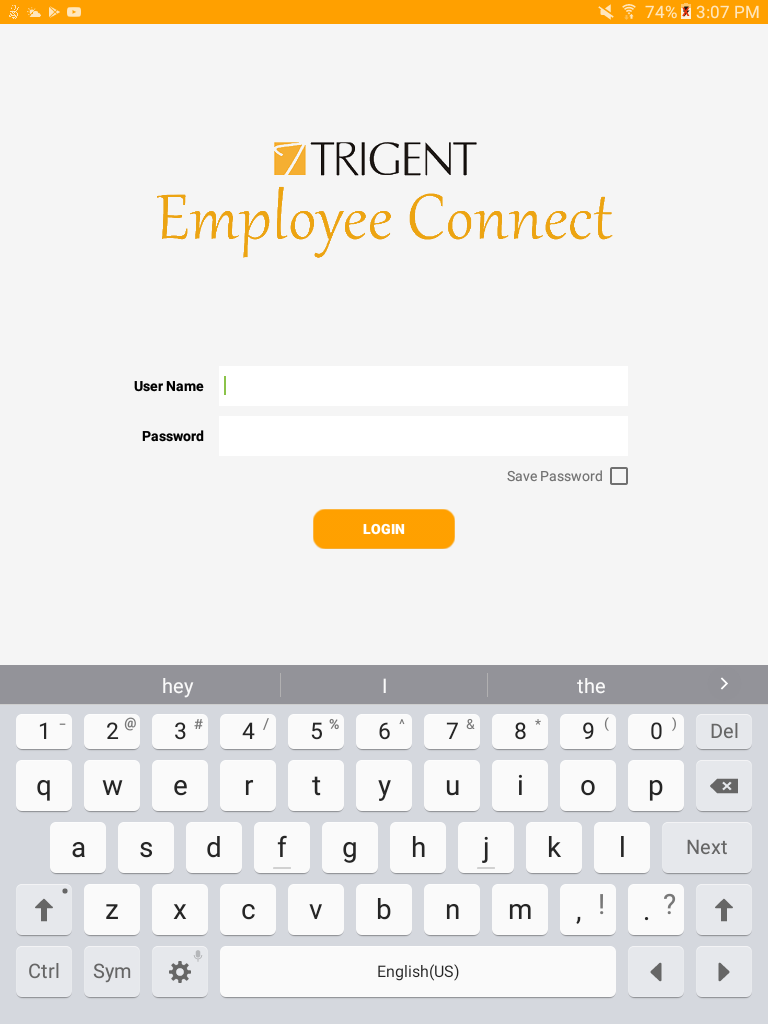 74% 3:07 PM
TRIGENT
Employee Connect
User Name
Password
Save Password
LOGIN
hey I the
1 - 2 @ 3 # 4 / 5 % 6 ^ 7 & 8 * 9 ( 0 ) Del
q w e r t y u i o p
a s d f g h j k l Next
z x c v b n m , ! . ?
Ctrl Sym English(US)